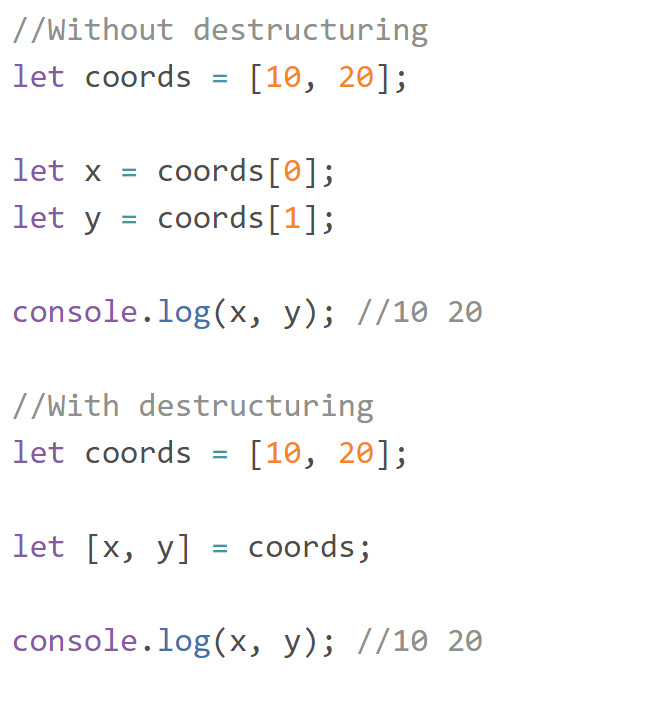 //Without destructuring
let coords = [10, 20];
let x = coords[0];
let y = coords[1];
console.log(x, y); //10 20
//With destructuring
let coords = [10, 20];
let [x, y] = coords;
console.log(x, y); //10 20